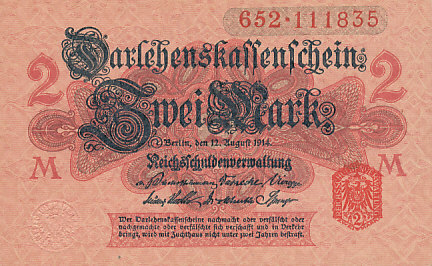 652·111835
Darlehenskassenschein
2 Zwei Mark 2
Berlin, den 12. August 1914.
M Reichsschuldenverwaltung M
Wer Darlehenskassenscheine nachmacht oder verfälscht oder
nachgemachte oder verfälschte sich verschafft und in Verkehr
bringt, wird mit Zuchthaus nicht unter zwei Jahren bestraft.
2